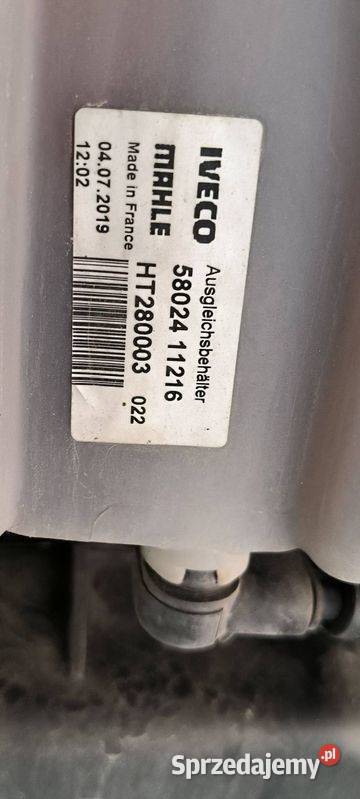 IVECO
Ausgleichsbehälter
MAHLE
58024 11216
Made in France
HT280003 022
04.07.2019
12:02
Sprzedajemy.pl